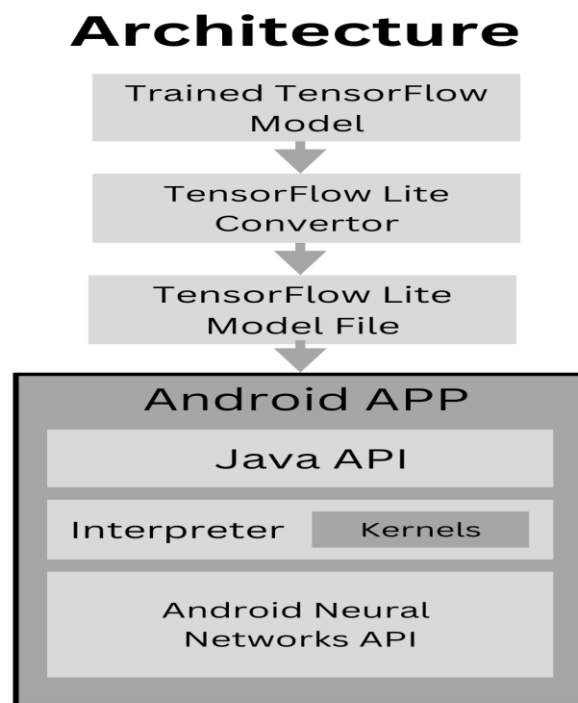 Architecture
Trained TensorFlow
Model
TensorFlow Lite
Convertor
TensorFlow Lite
Model File
Android APP
Java API
Interpreter
Kernels
Android Neural
Networks API